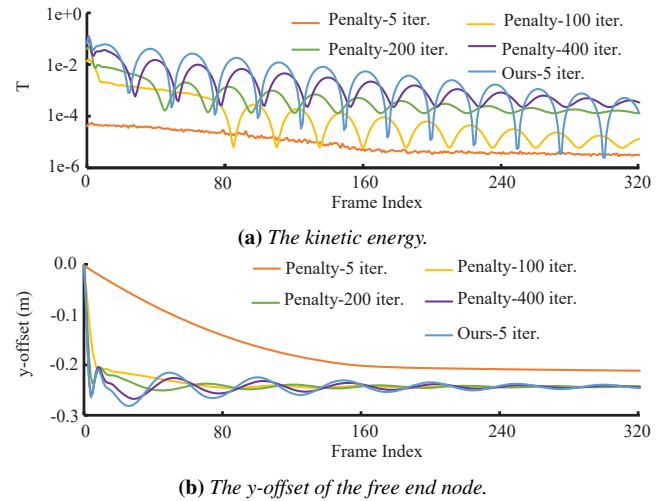 1e+0
Penalty-5 iter.
Penalty-100 iter.
Penalty-200 iter.
Penalty-400 iter.
Ours-5 iter.
1e-2
T
1e-4
1e-6
0
80
160
240
320
Frame Index
(a) The kinetic energy.
0.0
Penalty-5 iter.
Penalty-100 iter.
Penalty-200 iter.
Penalty-400 iter.
Ours-5 iter.
-0.1
y-offset (m)
-0.2
-0.3
0
80
160
240
320
Frame Index
(b) The y-offset of the free end node.